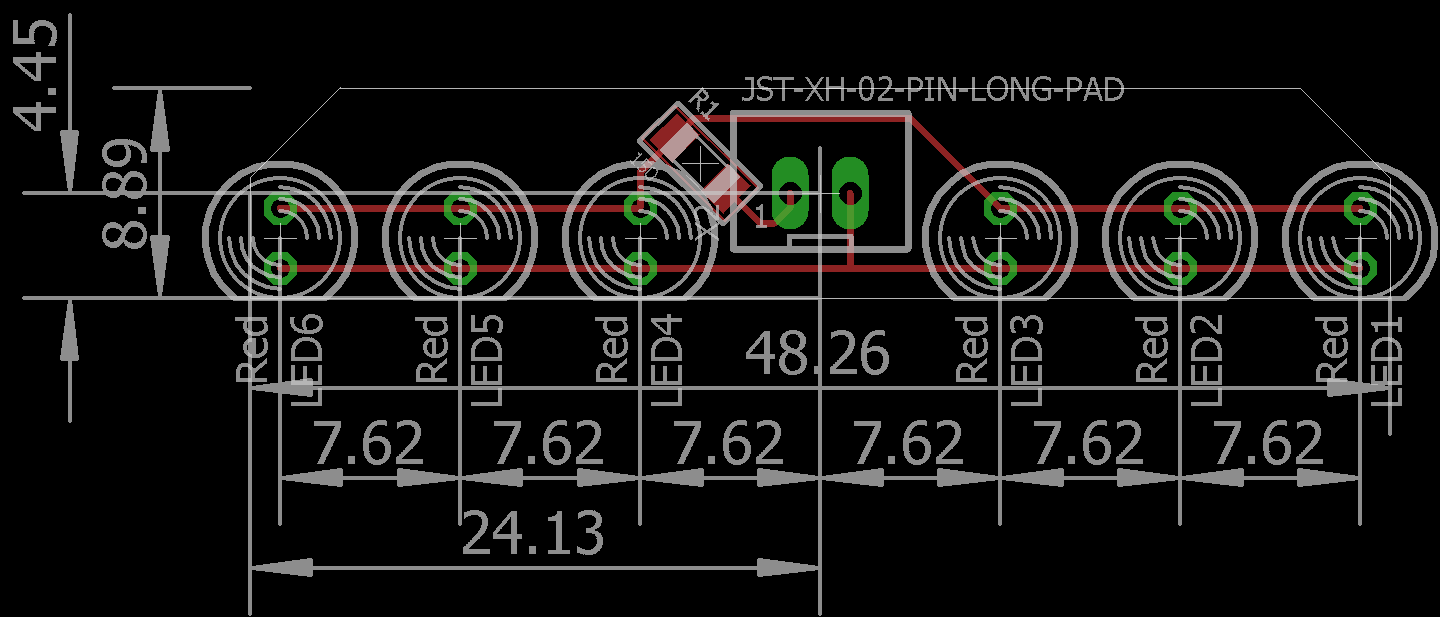 4.45
8.89
JST-XH-02-PIN-LONG-PAD
R1
1
Red
LED6
Red
LED5
Red
LED4
48.26
Red
LED3
Red
LED2
Red
LED1
7.62
7.62
7.62
7.62
7.62
7.62
24.13